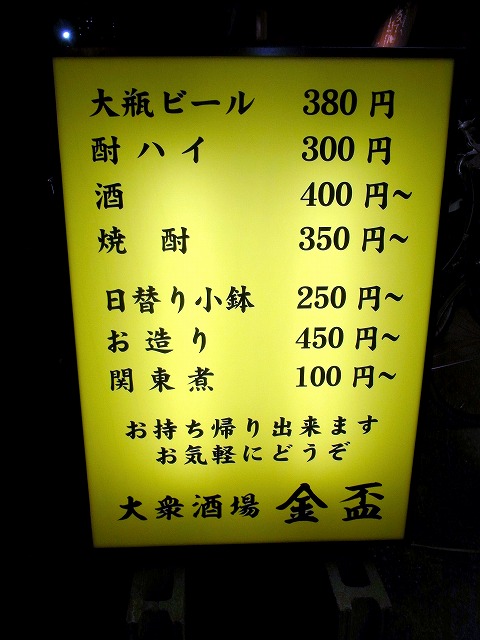 大瓶ビール 380円
酎ハイ 300円
酒 400円~
焼酎 350円~
日替り小鉢 250円~
お造り 450円~
関東煮 100円~
お持ち帰り出来ます
お気軽にどうぞ
大衆酒場 金盃